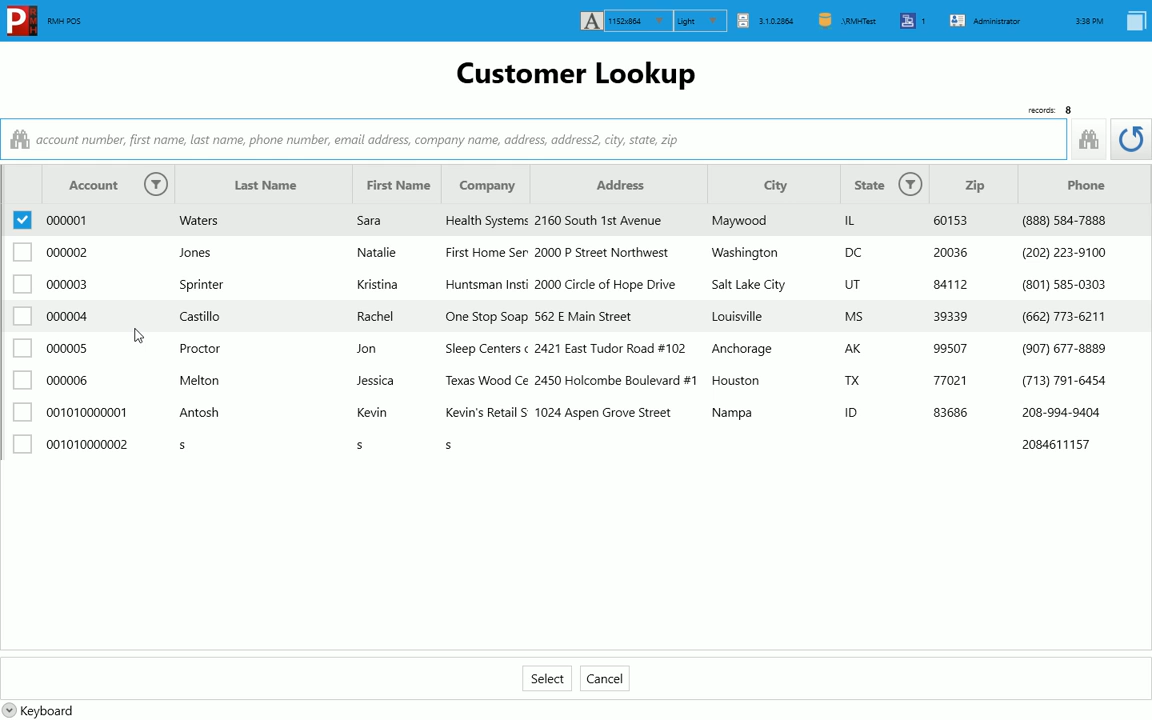 RMH POS 1152x864 Light 3.1.0.2864 .\RMHTest 1 Administrator 3:38 PM
Customer Lookup
records: 8
account number, first name, last name, phone number, email address, company name, address, address2, city, state, zip
Account Last Name First Name Company Address City State Zip Phone
000001 Waters Sara Health Systems 2160 South 1st Avenue Maywood IL 60153 (888) 584-7888
000002 Jones Natalie First Home Ser 2000 P Street Northwest Washington DC 20036 (202) 223-9100
000003 Sprinter Kristina Huntsman Insti 2000 Circle of Hope Drive Salt Lake City UT 84112 (801) 585-0303
000004 Castillo Rachel One Stop Soap 562 E Main Street Louisville MS 39339 (662) 773-6211
000005 Proctor Jon Sleep Centers 2421 East Tudor Road #102 Anchorage AK 99507 (907) 677-8889
000006 Melton Jessica Texas Wood Ce 2450 Holcombe Boulevard #1 Houston TX 77021 (713) 791-6454
001010000001 Antosh Kevin Kevin's Retail S 1024 Aspen Grove Street Nampa ID 83686 208-994-9404
001010000002 s s s 2084611157
Select Cancel
Keyboard